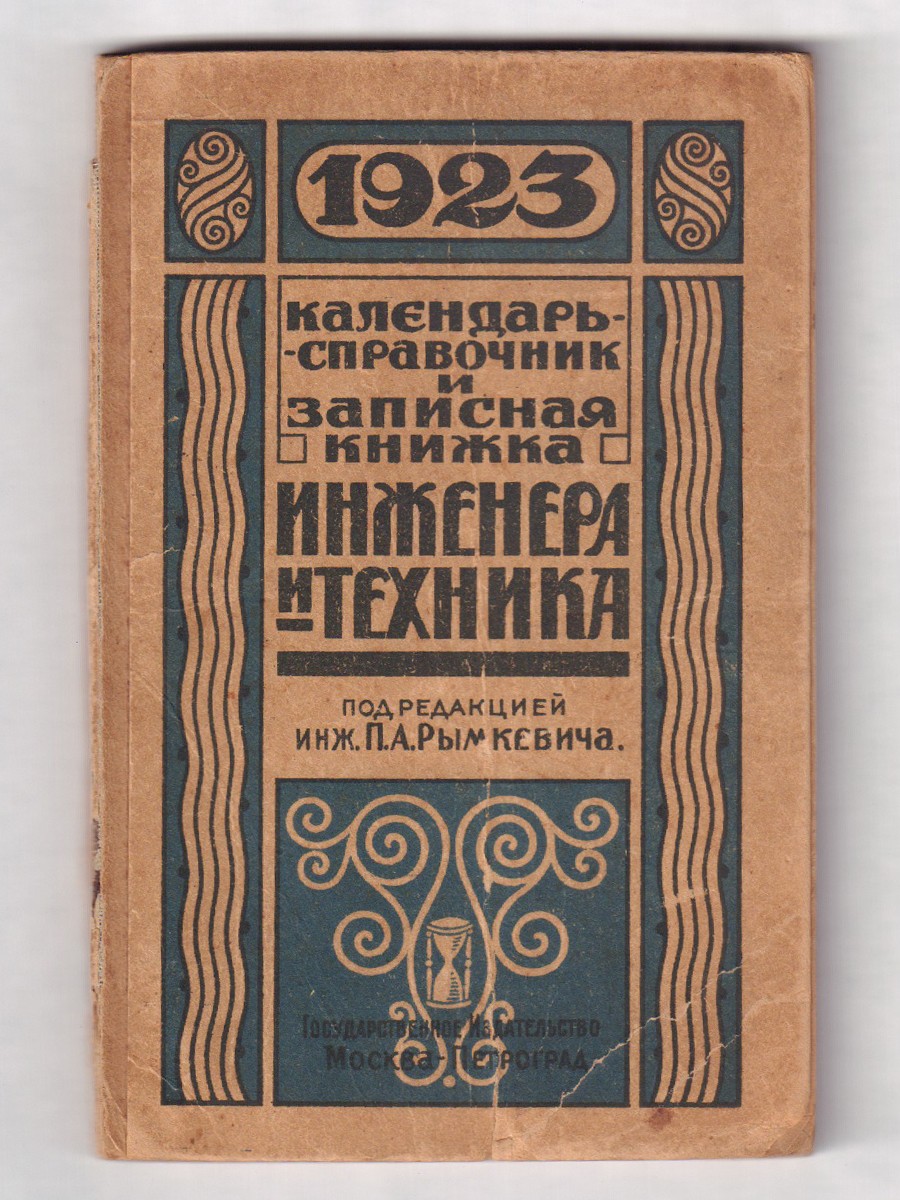 1923
КАЛЕНДАРЬ-
-СПРАВОЧНИК
И
ЗАПИСНАЯ
КНИЖКА
ИНЖЕНЕРА
И ТЕХНИКА
ПОД РЕДАКЦИЕЙ
ИНЖ. П. А. РЫМКЕВИЧА.
ГОСУДАРСТВЕННОЕ ИЗДАТЕЛЬСТВО
МОСКВА-ПЕТРОГРАД